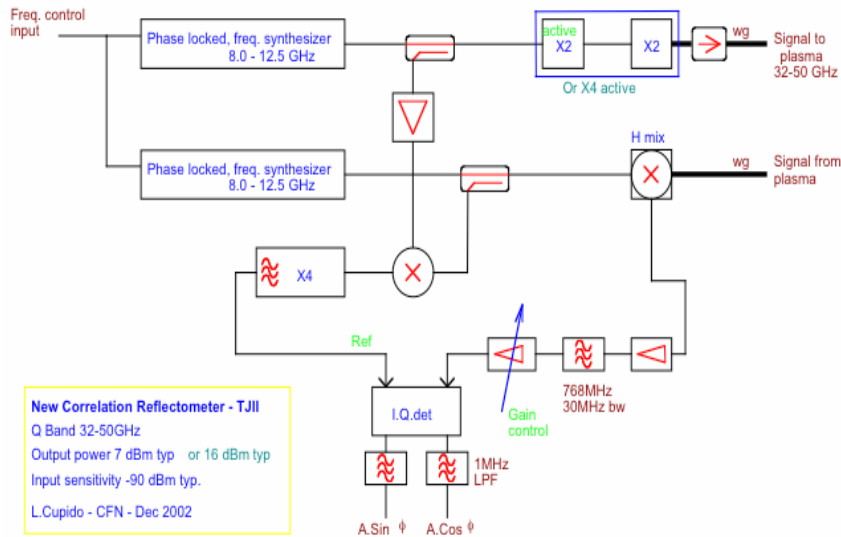 Freq. control
input
Phase locked, freq. synthesizer
8.0 - 12.5 GHz
active
X2
X2
Or X4 active
wg
Signal to
plasma
32-50 GHz
Phase locked, freq. synthesizer
8.0 - 12.5 GHz
H mix
wg
Signal from
plasma
X4
Ref
768MHz
30MHz bw
Gain
control
I.Q.det
1MHz
LPF
A.Sin ϕ
A.Cos ϕ
New Correlation Reflectometer - TJII
Q Band 32-50GHz
Output power 7 dBm typ or 16 dBm typ
Input sensitivity -90 dBm typ.
L.Cupido - CFN - Dec 2002